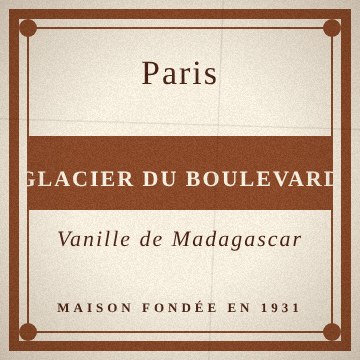 Paris
GLACIER DU BOULEVARD
Vanille de Madagascar
MAISON FONDÉE EN 1931